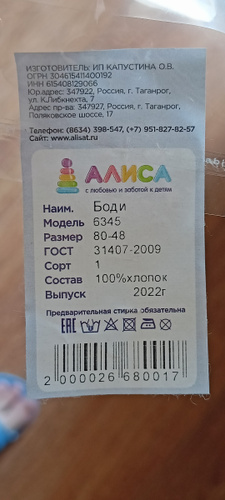 ИЗГОТОВИТЕЛЬ: ИП КАПУСТИНА О.В.
ОГРН 304615411400192
ИНН 615408129066
Юр.адрес: 347922, Россия, г. Таганрог,
ул. К.Либкнехта, 7
Адрес пр-ва: 347927, Россия, г. Таганрог,
Поляковское шоссе, 17
Телефоны: (8634) 398-547, (+7) 951-827-82-57
Сайт: www.alisat.ru
АЛИСА
с любовью и заботой к детям
Наим. Боди
Модель 6345
Размер 80-48
ГОСТ 31407-2009
Сорт 1
Состав 100%хлопок
Выпуск 2022г
Предварительная стирка обязательна
EAC
2 000026 680017